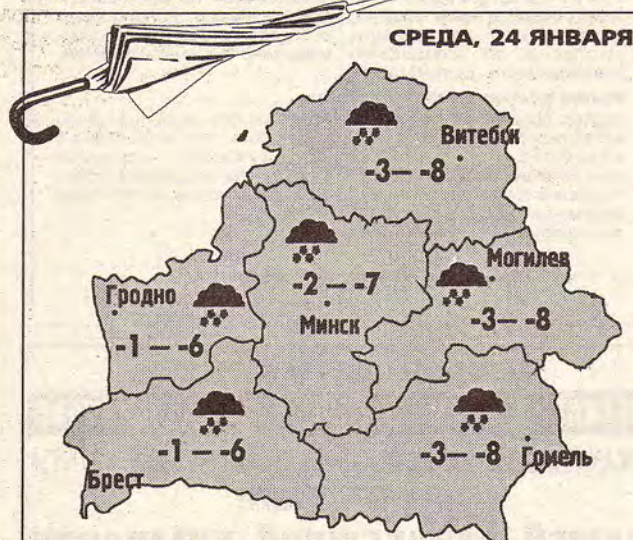 СРЕДА, 24 ЯНВАРЯ
Витебск
-3— -8
Могилев
-3— -8
-2 — -7
Минск
Гродно
-1 — -6
-1 — -6
Брест
-3— -8
Гомель